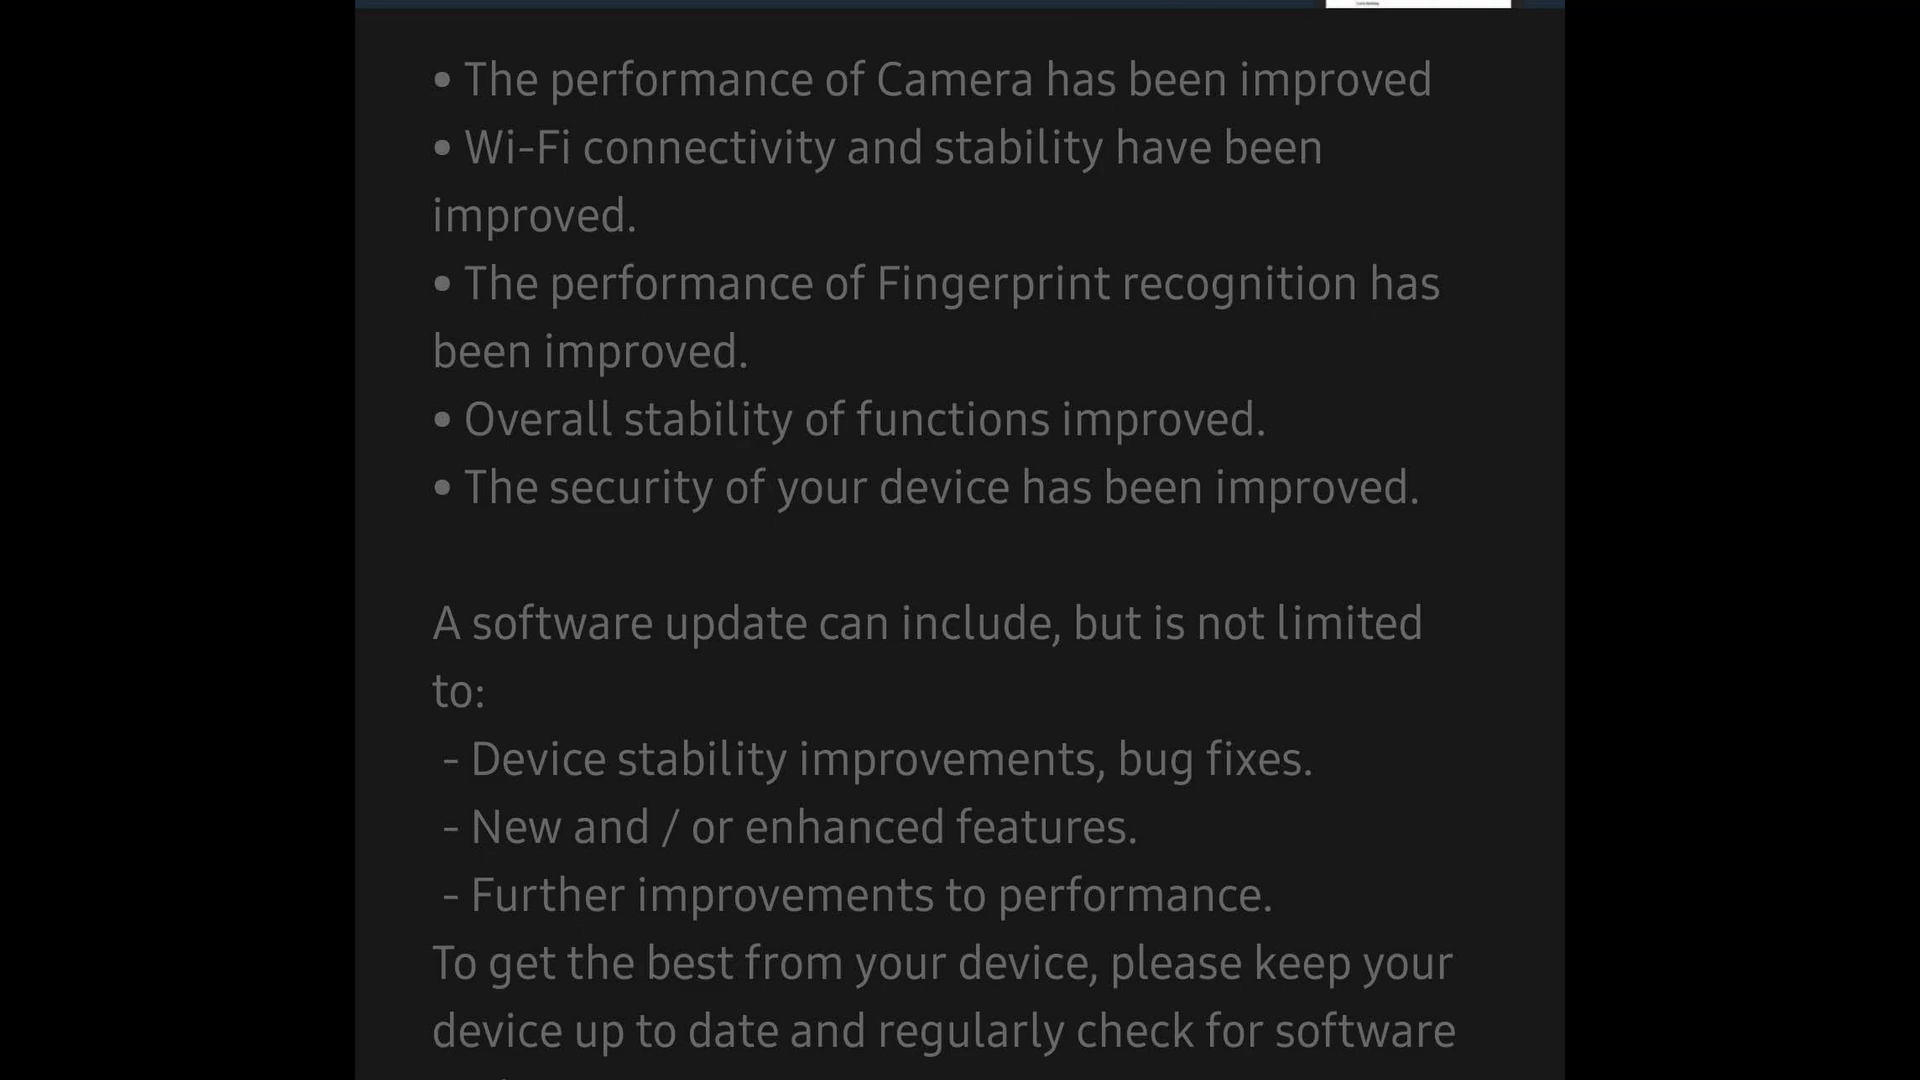 • The performance of Camera has been improved
• Wi-Fi connectivity and stability have been
improved.
• The performance of Fingerprint recognition has
been improved.
• Overall stability of functions improved.
• The security of your device has been improved.
A software update can include, but is not limited
to:
- Device stability improvements, bug fixes.
- New and / or enhanced features.
- Further improvements to performance.
To get the best from your device, please keep your
device up to date and regularly check for software